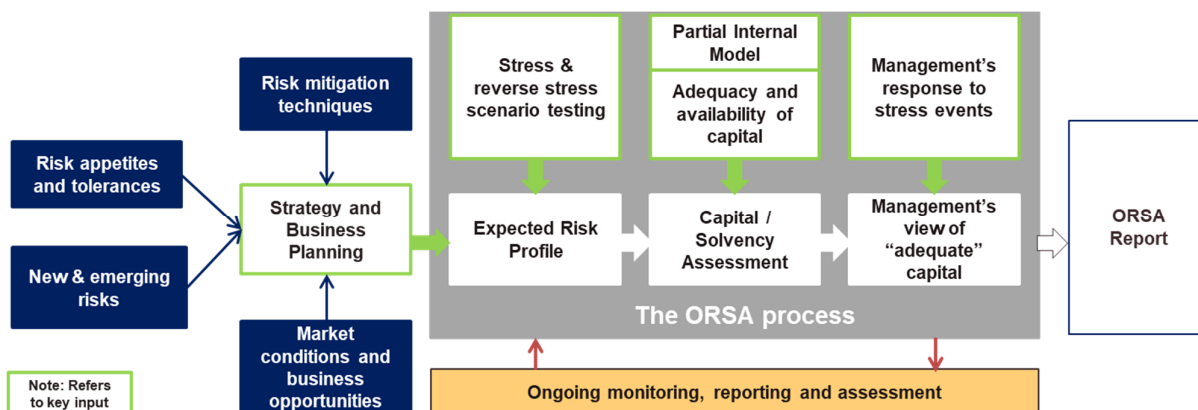 Risk appetites
and tolerances
New & emerging
risks
Risk mitigation
techniques
Strategy and
Business
Planning
Market
conditions and
business
opportunities
Stress &
reverse stress
scenario testing
Partial Internal
Model
Adequacy and
availability of
capital
Management’s
response to
stress events
Expected Risk
Profile
Capital /
Solvency
Assessment
Management’s
view of
“adequate”
capital
The ORSA process
Ongoing monitoring, reporting and assessment
ORSA
Report
Note: Refers
to key input